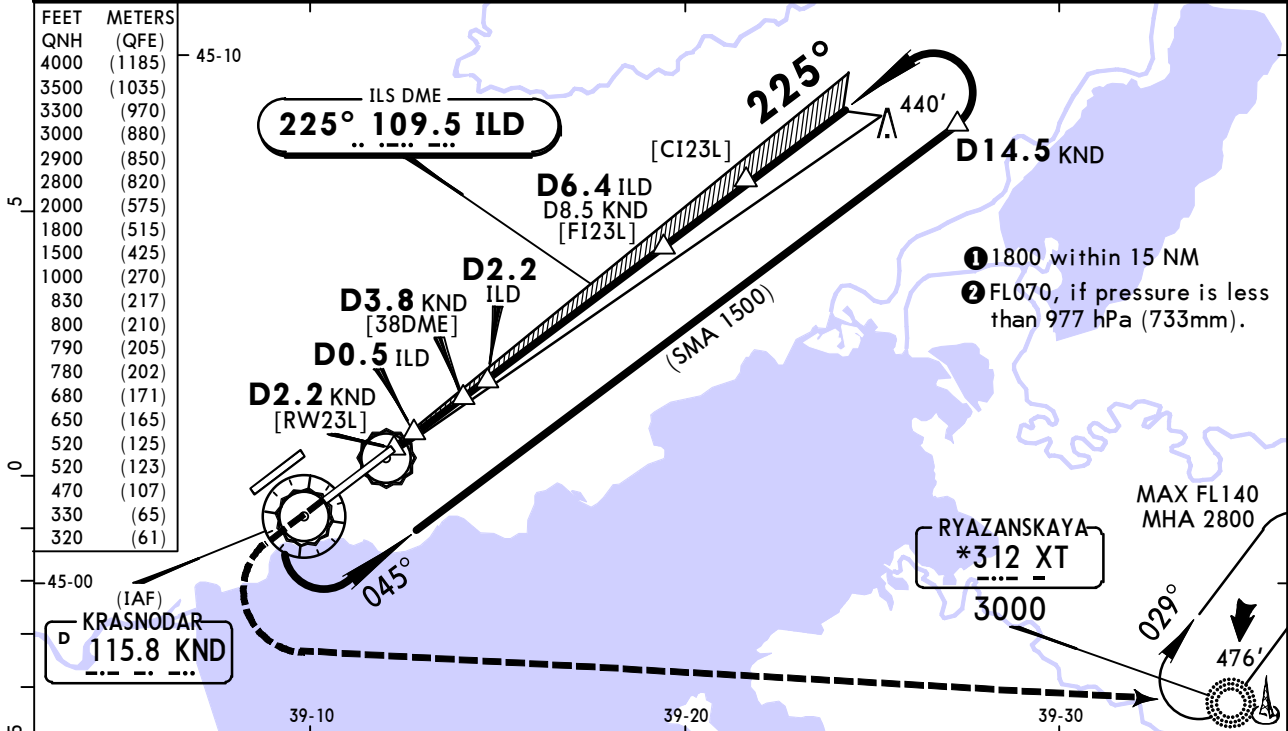 FEET METERS
QNH (QFE)
4000 (1185)
3500 (1035)
3300 (970)
3000 (880)
2900 (850)
2800 (820)
2000 (575)
1800 (515)
1500 (425)
1000 (270)
830 (217)
800 (210)
790 (205)
780 (202)
680 (171)
650 (165)
520 (125)
520 (123)
470 (107)
330 (65)
320 (61)
45-10
ILS DME
225° 109.5 ILD
225°
440'
[CI23L]
D14.5 KND
D6.4 ILD
D8.5 KND
[FI23L]
5
1 1800 within 15 NM
2 FL070, if pressure is less
than 977 hPa (733mm).
D2.2
ILD
D3.8 KND
[38DME]
(SMA 1500)
D0.5 ILD
D2.2 KND
[RW23L]
0
MAX FL140
MHA 2800
RYAZANSKAYA
*312 XT
3000
45-00
045°
029°
(IAF)
KRASNODAR
D 115.8 KND
476'
39-10
39-20
39-30
5